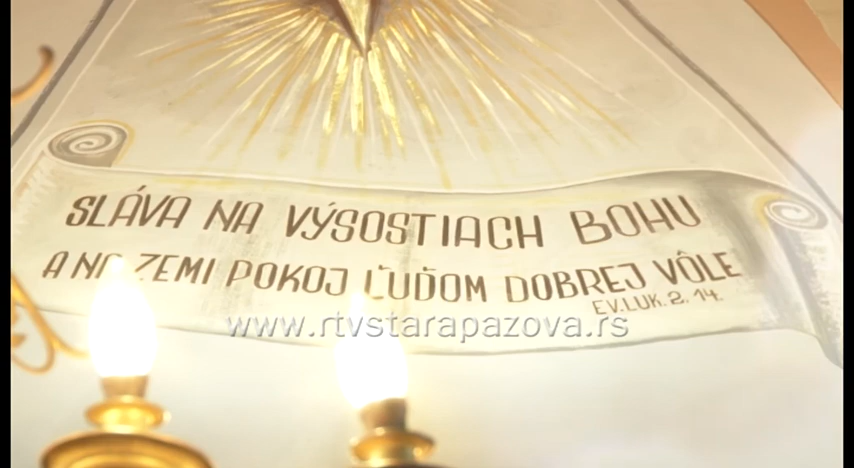 SLÁVA NA VÝSOSTIACH BOHU
A NA ZEMI POKOJ ĽUĎOM DOBREJ VÔLE
EV.LUK. 2. 14.
www.rtvstarapazova.rs